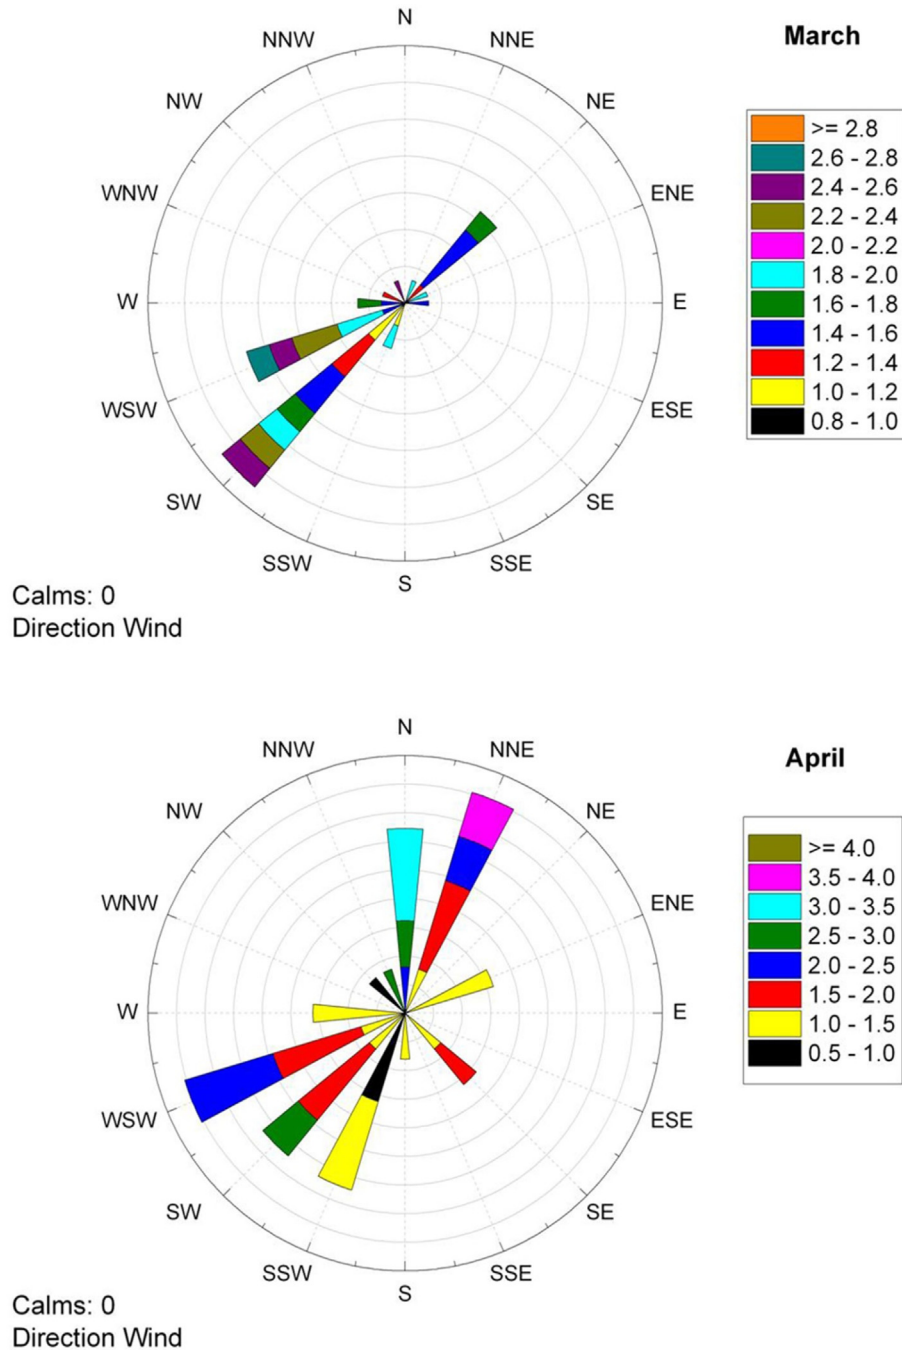 N
NNW
NNE
March
NW
NE
>= 2.8
2.6 - 2.8
WNW
ENE
2.4 - 2.6
2.2 - 2.4
2.0 - 2.2
W
E
1.8 - 2.0
1.6 - 1.8
1.4 - 1.6
1.2 - 1.4
WSW
ESE
1.0 - 1.2
0.8 - 1.0
SW
SE
SSW
SSE
S
Calms: 0
Direction Wind
N
NNW
NNE
April
NW
NE
>= 4.0
3.5 - 4.0
WNW
ENE
3.0 - 3.5
2.5 - 3.0
2.0 - 2.5
W
E
1.5 - 2.0
1.0 - 1.5
0.5 - 1.0
WSW
ESE
SW
SE
SSW
SSE
S
Calms: 0
Direction Wind